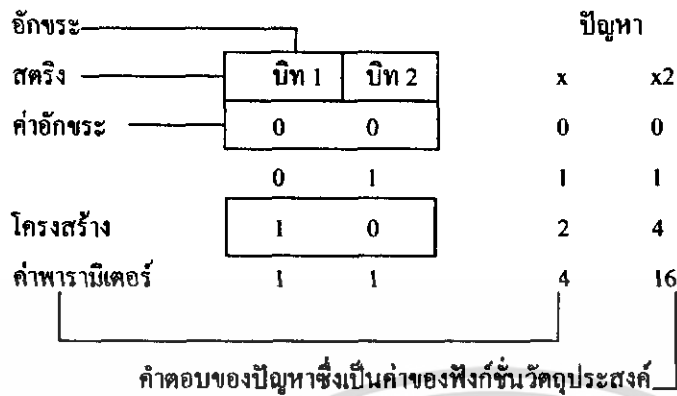 อักขระ ปัญหา
สตริง บิท 1 บิท 2 x x2
ค่าอักขระ 0 0 0 0
0 1 1 1
โครงสร้าง 1 0 2 4
ค่าพารามิเตอร์ 1 1 4 16
คำตอบของปัญหาซึ่งเป็นค่าของฟังก์ชั่นวัตถุประสงค์